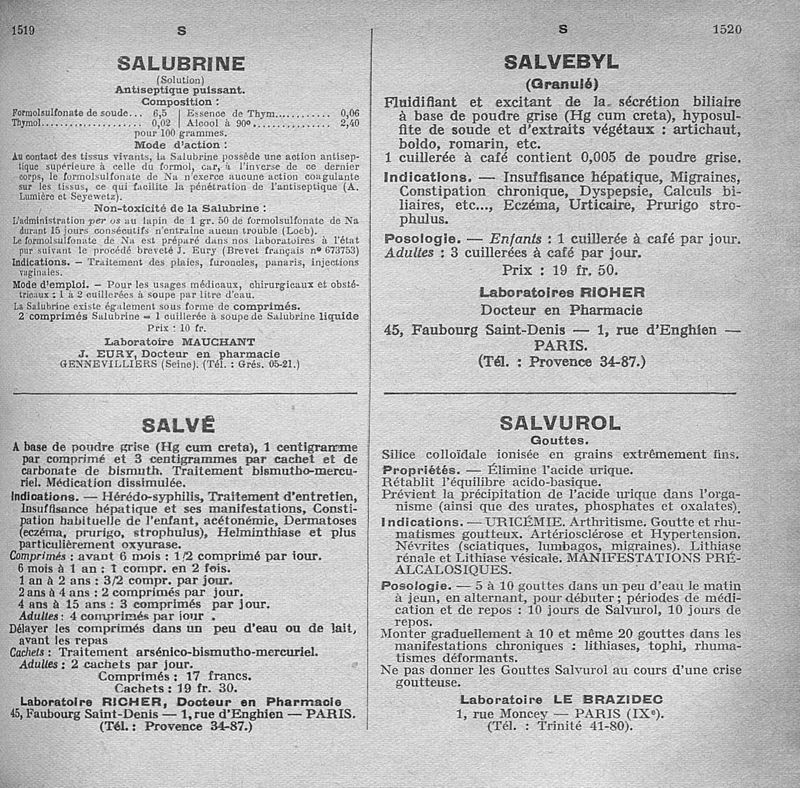 1519
S
SALUBRINE
(Solution)
Antiseptique puissant.
Composition :
Formolsulfonate de soude... 6,5 | Essence de Thym........... 0,06
Thymol...................... 0,02 | Alcool à 90°................ 2,40
pour 100 grammes.
Mode d'action :
Au contact des tissus vivants, la Salubrine possède une action antisep-
tique supérieure à celle du formol, car, à l'inverse de ce dernier
corps, le formolsulfonate de Na n'exerce aucune action coagulante
sur les tissus, ce qui facilite la pénétration de l'antiseptique (A.
Lumière et Seyewetz).
Non-toxicité de la Salubrine :
L'administration per os au lapin de 1 gr. 50 de formolsulfonate de Na
durant 15 jours consécutifs n'entraîne aucun trouble (Loeb).
Le formolsulfonate de Na est préparé dans nos laboratoires à l'état
pur suivant le procédé breveté J. Eury (Brevet français n° 673753)
Indications. — Traitement des plaies, furoncles, panaris, injections
vaginales.
Mode d'emploi. — Pour les usages médicaux, chirurgicaux et obsté-
tricaux : 1 à 2 cuillerées à soupe par litre d'eau.
La Salubrine existe également sous forme de comprimés.
2 comprimés Salubrine = 1 cuillerée à soupe de Salubrine liquide
Prix : 10 fr.
Laboratoire MAUCHANT
J. EURY, Docteur en pharmacie
GENNEVILLIERS (Seine). (Tél. : Grés. 05-21.)
SALVÉ
A base de poudre grise (Hg cum creta), 1 centigramme
par comprimé et 3 centigrammes par cachet et de
carbonate de bismuth. Traitement bismutho-mercu-
riel. Médication dissimulée.
Indications. — Hérédo-syphilis, Traitement d'entretien,
Insuffisance hépatique et ses manifestations, Consti-
pation habituelle de l'enfant, acétonémie, Dermatoses
(eczéma, prurigo, strophulus), Helminthiase et plus
particulièrement oxyurase.
Comprimés : avant 6 mois : 1/2 comprimé par jour.
6 mois à 1 an : 1 compr. en 2 fois.
1 an à 2 ans : 3/2 compr. par jour.
2 ans à 4 ans : 2 comprimés par jour.
4 ans à 15 ans : 3 comprimés par jour.
Adultes : 4 comprimés par jour .
Délayer les comprimés dans un peu d'eau ou de lait,
avant les repas
Cachets : Traitement arsénico-bismutho-mercuriel.
Adultes : 2 cachets par jour.
Comprimés : 17 francs.
Cachets : 19 fr. 30.
Laboratoire RICHER, Docteur en Pharmacie
45, Faubourg Saint-Denis — 1, rue d'Enghien — PARIS.
(Tél. : Provence 34-87.)
S
1520
SALVEBYL
(Granulé)
Fluidifiant et excitant de la sécrétion biliaire
à base de poudre grise (Hg cum creta), hyposul-
fite de soude et d'extraits végétaux : artichaut,
boldo, romarin, etc.
1 cuillerée à café contient 0,005 de poudre grise.
Indications. — Insuffisance hépatique, Migraines,
Constipation chronique, Dyspepsie, Calculs bi-
liaires, etc..., Eczéma, Urticaire, Prurigo stro-
phulus.
Posologie. — Enfants : 1 cuillerée à café par jour.
Adultes : 3 cuillerées à café par jour.
Prix : 19 fr. 50.
Laboratoires RICHER
Docteur en Pharmacie
45, Faubourg Saint-Denis — 1, rue d'Enghien —
PARIS.
(Tél. : Provence 34-87.)
SALVUROL
Gouttes.
Silice colloïdale ionisée en grains extrêmement fins.
Propriétés. — Élimine l'acide urique.
Rétablit l'équilibre acido-basique.
Prévient la précipitation de l'acide urique dans l'orga-
nisme (ainsi que des urates, phosphates et oxalates).
Indications. — URICÉMIE. Arthritisme. Goutte et rhu-
matismes goutteux. Artériosclérose et Hypertension.
Névrites (sciatiques, lumbagos, migraines). Lithiase
rénale et Lithiase vésicale. MANIFESTATIONS PRÉ-
ALCALOSIQUES.
Posologie. — 5 à 10 gouttes dans un peu d'eau le matin
à jeun, en alternant, pour débuter ; périodes de médi-
cation et de repos : 10 jours de Salvurol, 10 jours de
repos.
Monter graduellement à 10 et même 20 gouttes dans les
manifestations chroniques : lithiases, tophi, rhuma-
tismes déformants.
Ne pas donner les Gouttes Salvurol au cours d'une crise
goutteuse.
Laboratoire LE BRAZIDEC
1, rue Moncey — PARIS (IXe).
(Tél. : Trinité 41-80).